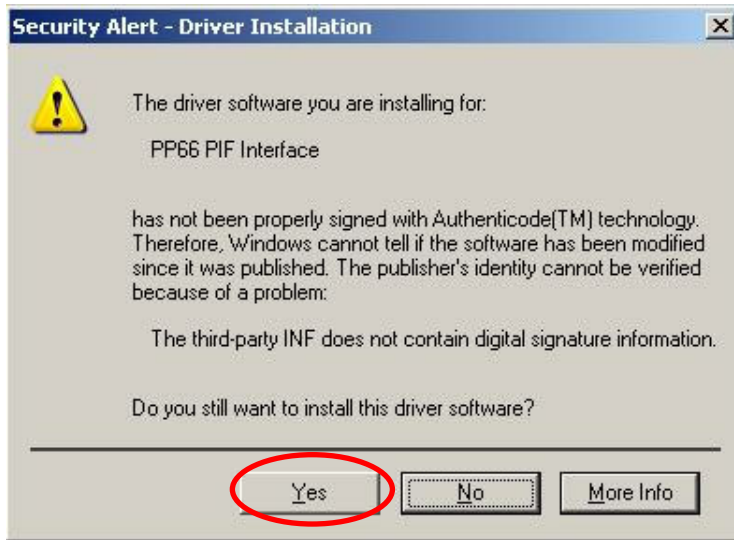 Security Alert - Driver Installation
The driver software you are installing for:
PP66 PIF Interface
has not been properly signed with Authenticode(TM) technology.
Therefore, Windows cannot tell if the software has been modified
since it was published. The publisher's identity cannot be verified
because of a problem:
The third-party INF does not contain digital signature information.
Do you still want to install this driver software?
Yes No More Info